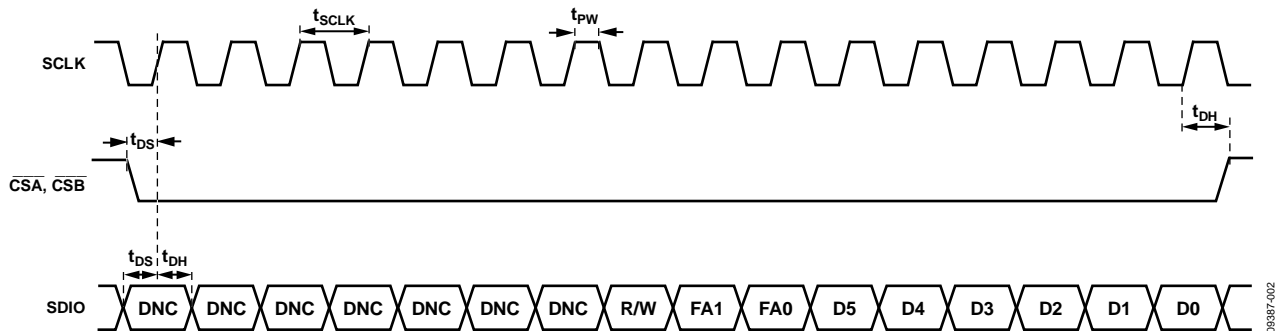 tSCLK
tPW
SCLK
tDS
tDH
CSA, CSB
tDS
tDH
SDIO
DNC DNC DNC DNC DNC DNC DNC R/W FA1 FA0 D5 D4 D3 D2 D1 D0
09387-002